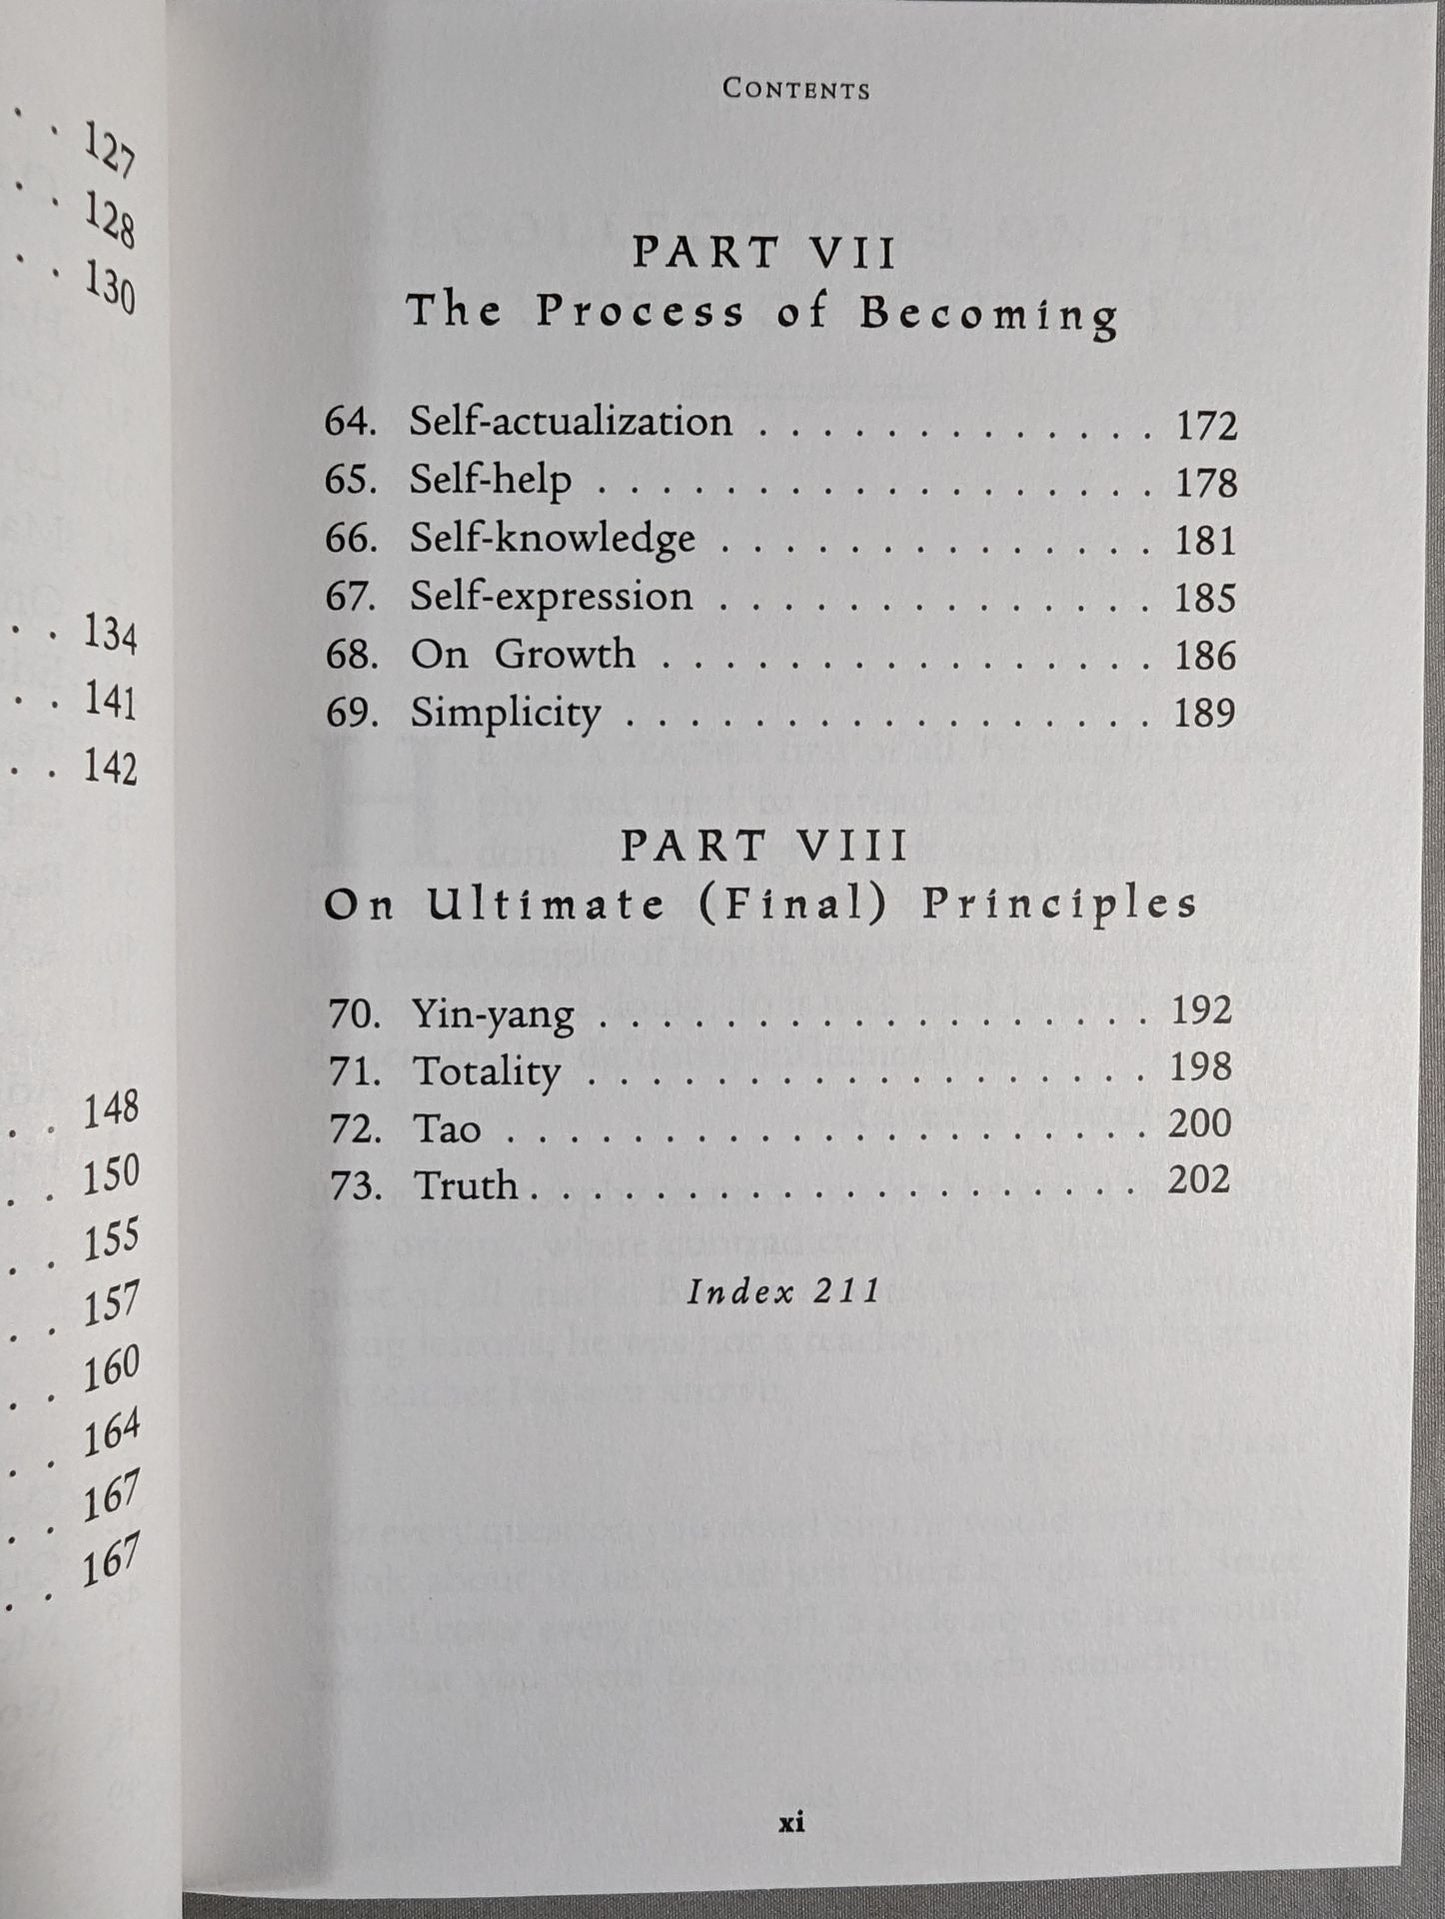 127
128
130
134
141
142
148
150
155
157
160
164
167
167
CONTENTS
PART VII
The Process of Becoming
64. Self-actualization . . . . . . . . . . . . . 172
65. Self-help . . . . . . . . . . . . . . . . . . 178
66. Self-knowledge . . . . . . . . . . . . . . 181
67. Self-expression . . . . . . . . . . . . . . 185
68. On Growth . . . . . . . . . . . . . . . . 186
69. Simplicity . . . . . . . . . . . . . . . . . 189
PART VIII
On Ultimate (Final) Principles
70. Yin-yang . . . . . . . . . . . . . . . . . . 192
71. Totality . . . . . . . . . . . . . . . . . . 198
72. Tao . . . . . . . . . . . . . . . . . . . . 200
73. Truth . . . . . . . . . . . . . . . . . . . 202
Index 211
xi